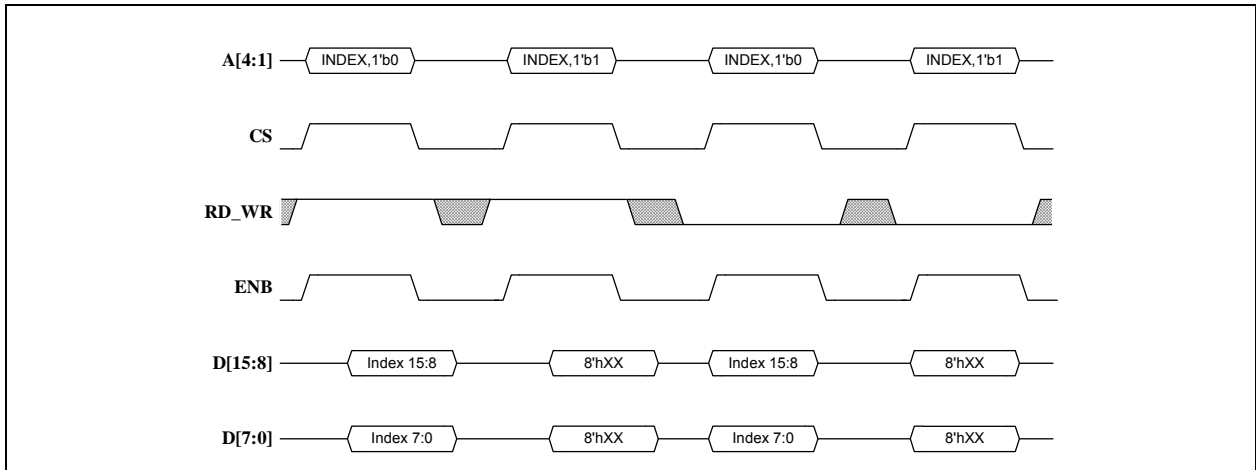 A[4:1] INDEX,1'b0 INDEX,1'b1 INDEX,1'b0 INDEX,1'b1
CS
RD_WR
ENB
D[15:8] Index 15:8 8'hXX Index 15:8 8'hXX
D[7:0] Index 7:0 8'hXX Index 7:0 8'hXX